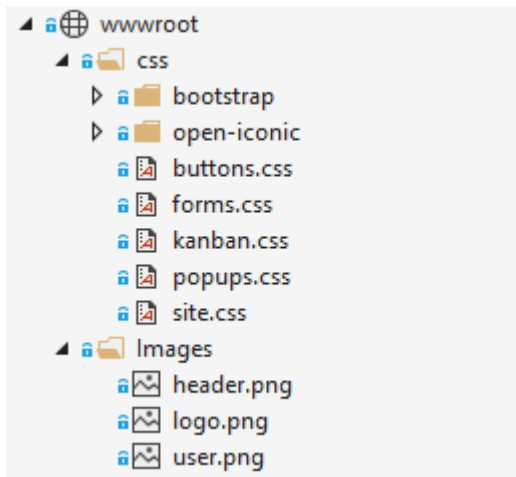 wwwroot
css
bootstrap
open-iconic
buttons.css
forms.css
kanban.css
popups.css
site.css
Images
header.png
logo.png
user.png